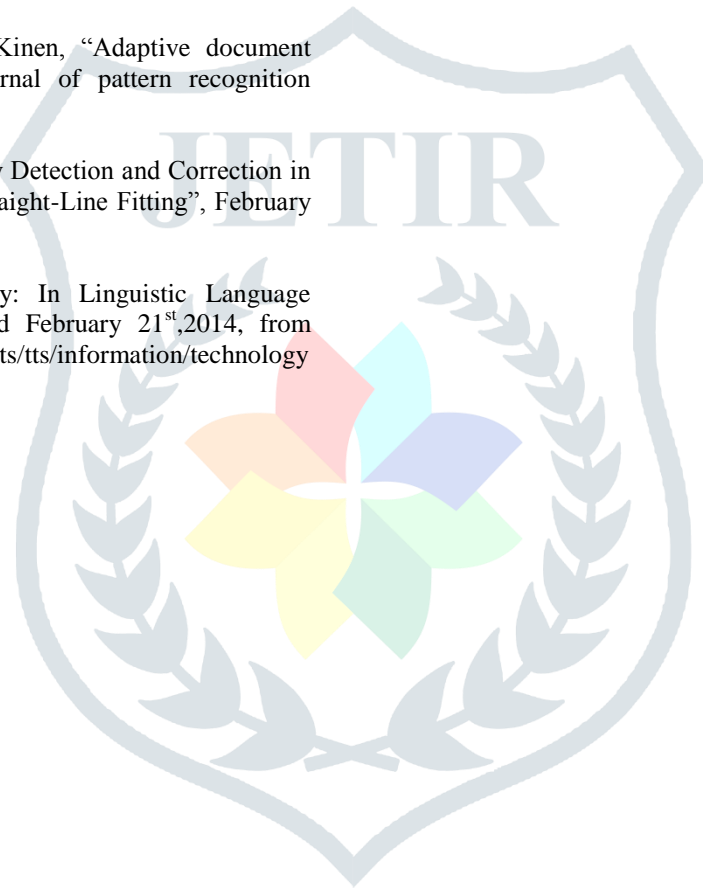 Kinen, “Adaptive document
rnal of pattern recognition
Detection and Correction in
aight-Line Fitting”, February
y: In Linguistic Language
d February 21st,2014, from
ts/tts/information/technology
JETIR